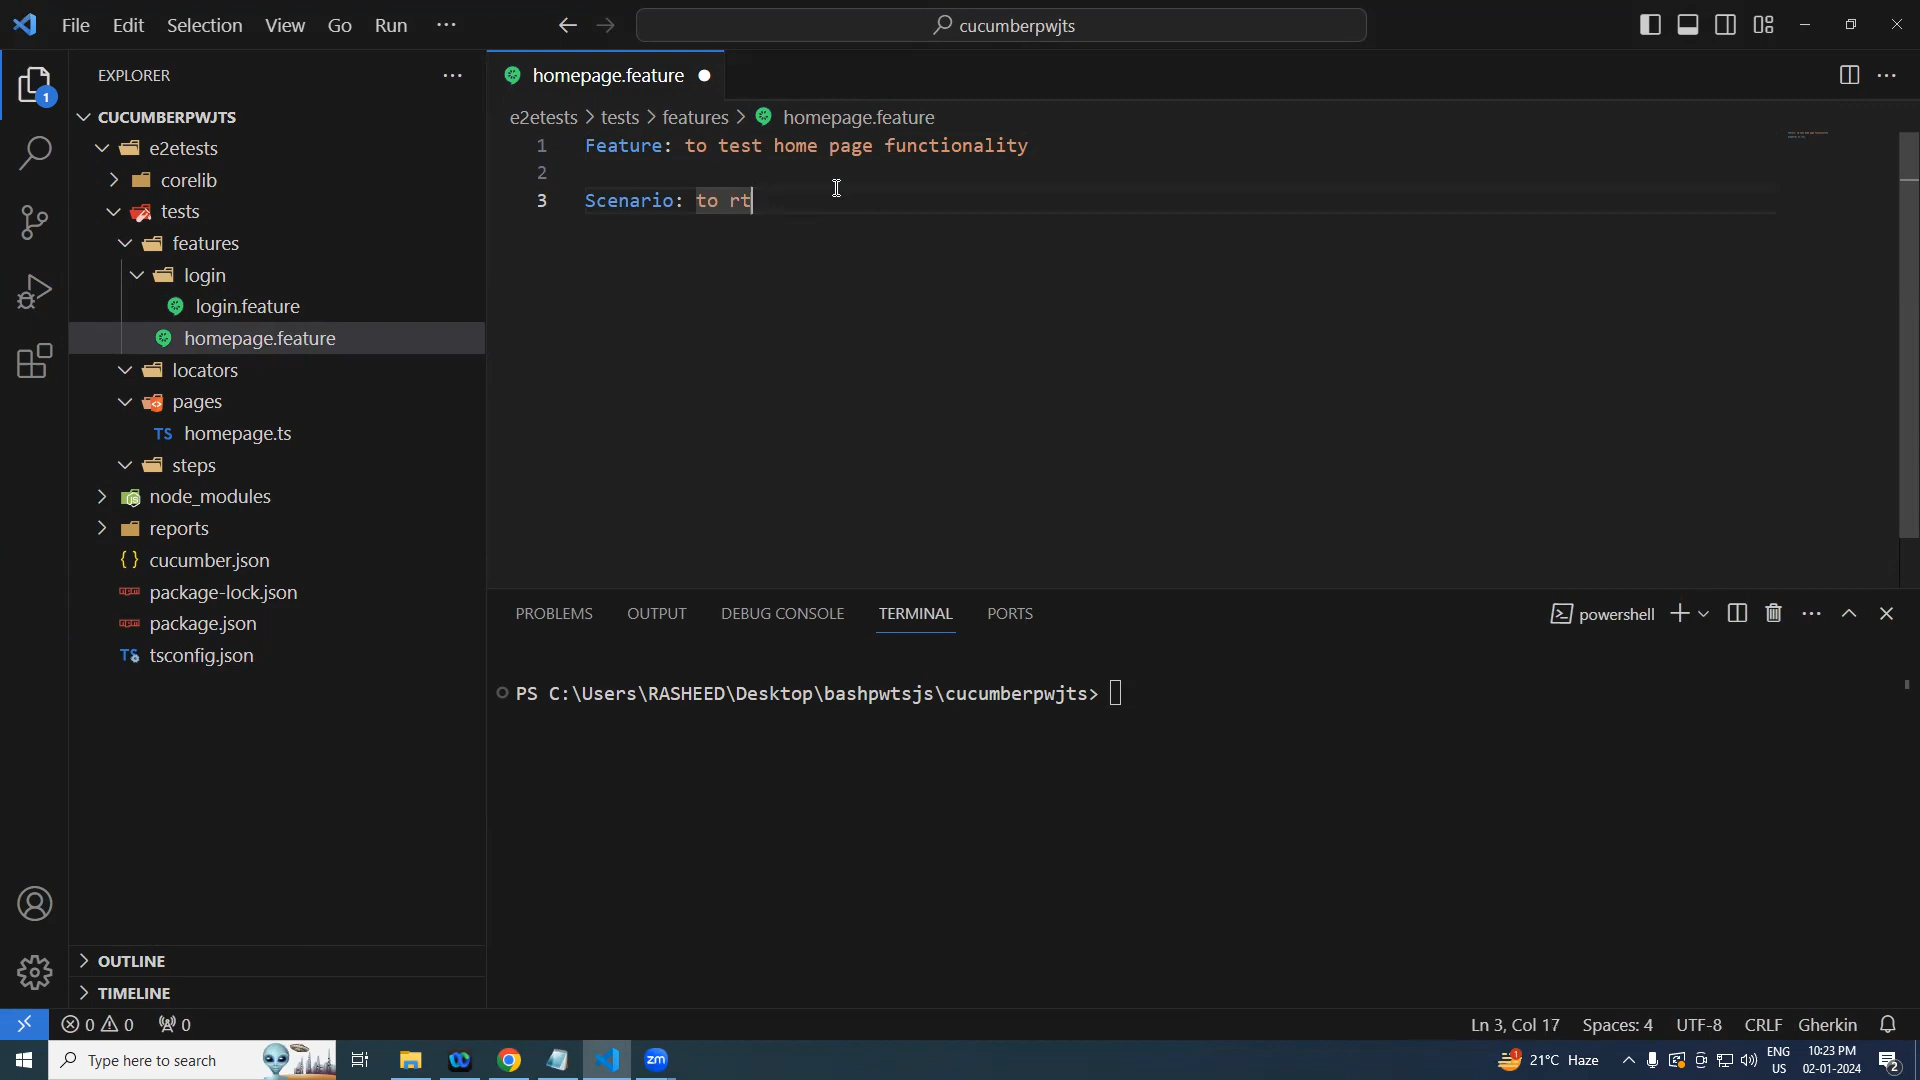 File Edit Selection View Go Run ···
cucumberpwjts
EXPLORER
homepage.feature
CUCUMBERPWJTS
e2etests > tests > features > homepage.feature
e2etests
corelib
tests
features
login
login.feature
homepage.feature
locators
pages
TS homepage.ts
steps
node_modules
reports
{ } cucumber.json
package-lock.json
package.json
TS tsconfig.json
1 Feature: to test home page functionality
2
3 Scenario: to rt
PROBLEMS OUTPUT DEBUG CONSOLE TERMINAL PORTS
powershell
PS C:\Users\RASHEED\Desktop\bashpwtsjs\cucumberpwjts>
OUTLINE
TIMELINE
0 0 0
Ln 3, Col 17 Spaces: 4 UTF-8 CRLF Gherkin
Type here to search
zm
1
21°C Haze
ENG
US
10:23 PM
02-01-2024
2